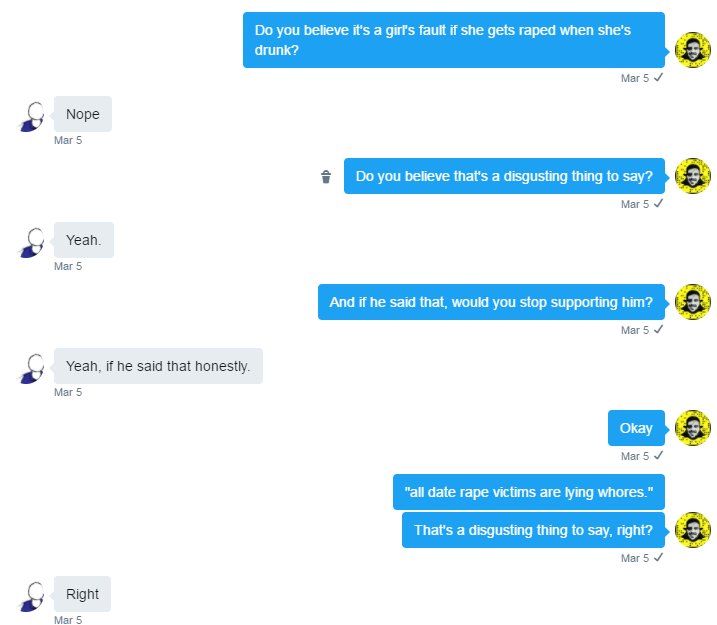 Do you believe it's a girl's fault if she gets raped when she's
drunk?
Mar 5 ✓
Nope
Mar 5
Do you believe that's a disgusting thing to say?
Mar 5 ✓
Yeah.
Mar 5
And if he said that, would you stop supporting him?
Mar 5 ✓
Yeah, if he said that honestly.
Mar 5
Okay
Mar 5 ✓
"all date rape victims are lying whores."
That's a disgusting thing to say, right?
Mar 5 ✓
Right
Mar 5